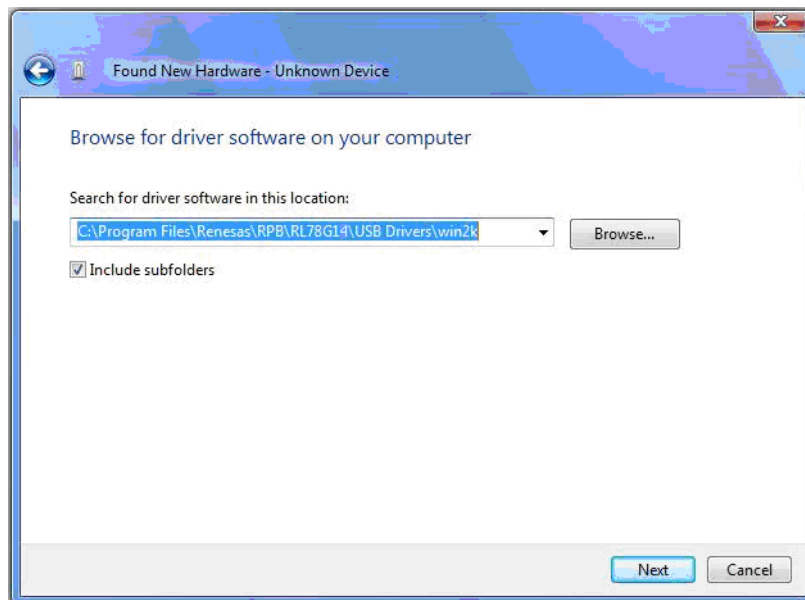 Found New Hardware - Unknown Device
Browse for driver software on your computer
Search for driver software in this location:
C:\Program Files\Renesas\RPB\RL78G14\USB Drivers\win2k
Browse...
Include subfolders
Next
Cancel